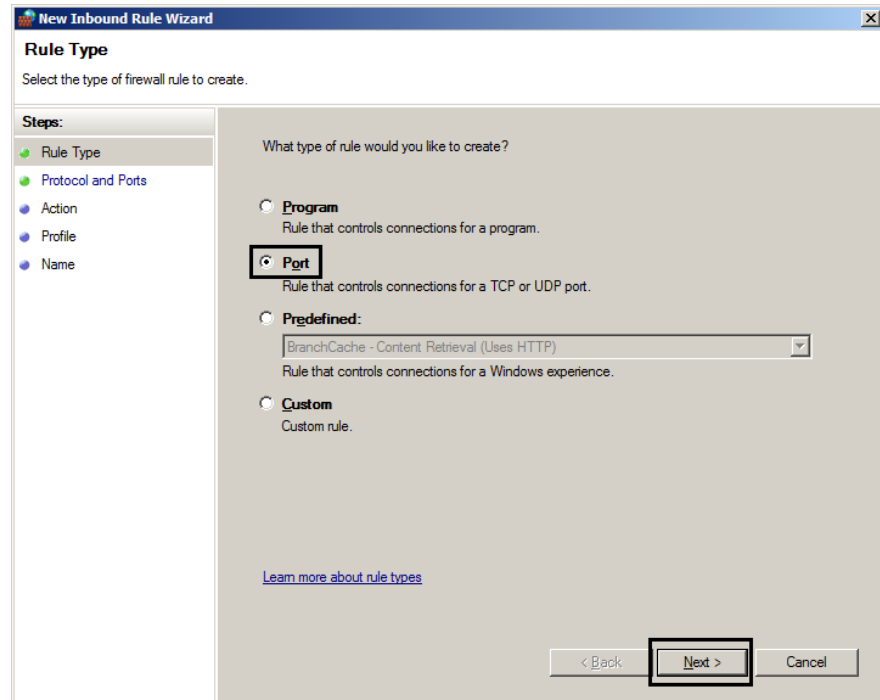 New Inbound Rule Wizard
Rule Type
Select the type of firewall rule to create.
Steps:
Rule Type
Protocol and Ports
Action
Profile
Name
What type of rule would you like to create?
Program
Rule that controls connections for a program.
Port
Rule that controls connections for a TCP or UDP port.
Predefined:
BranchCache - Content Retrieval (Uses HTTP)
Rule that controls connections for a Windows experience.
Custom
Custom rule.
Learn more about rule types
< Back
Next >
Cancel